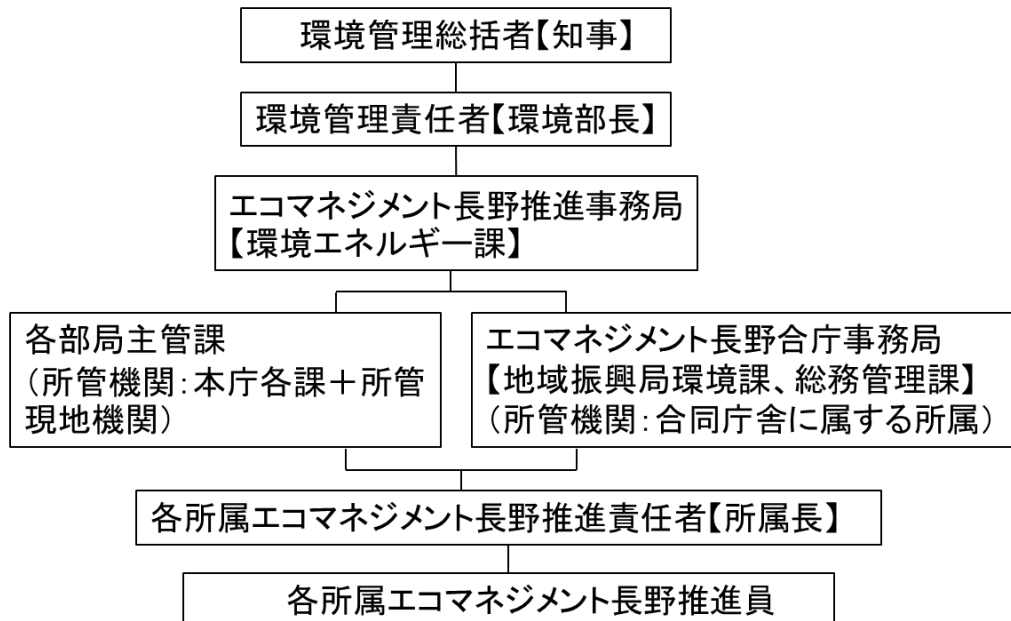 環境管理総括者【知事】
環境管理責任者【環境部長】
エコマネジメント長野推進事務局
【環境エネルギー課】
各部局主管課
（所管機関：本庁各課＋所管
現地機関）
エコマネジメント長野合庁事務局
【地域振興局環境課、総務管理課】
（所管機関：合同庁舎に属する所属）
各所属エコマネジメント長野推進責任者【所属長】
各所属エコマネジメント長野推進員